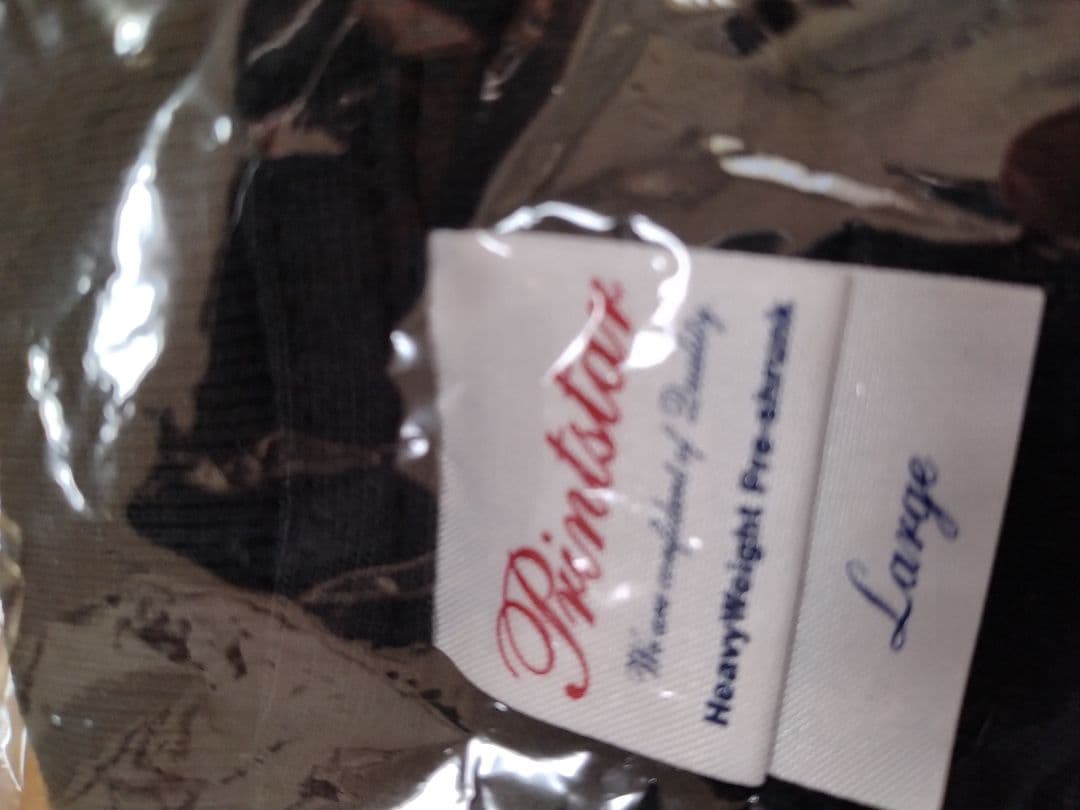 Printstar
We are confident of Quality
HeavyWeight Pre-shrunk
Large